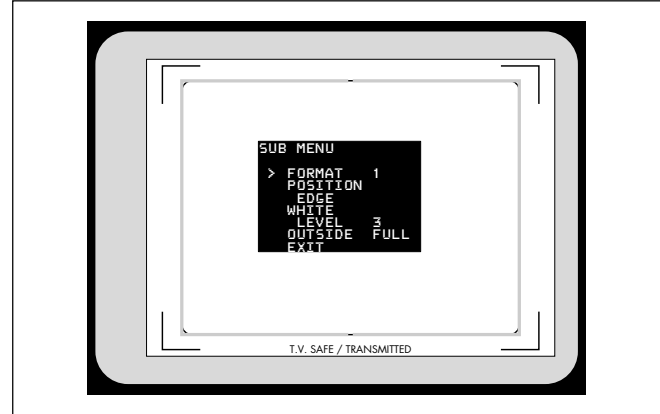 SUB MENU
> FORMAT 1
POSITION
EDGE
WHITE
LEVEL 3
OUTSIDE FULL
EXIT
T.V. SAFE / TRANSMITTED